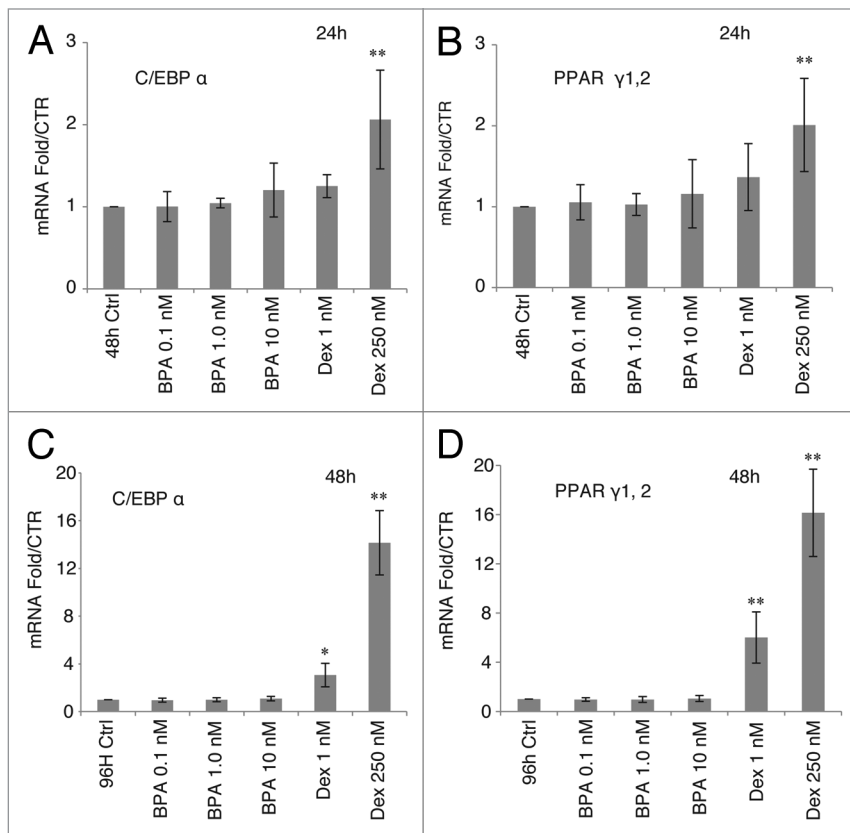 A
24h
C/EBP α
**
3
2
1
0
mRNA Fold/CTR
48h Ctrl
BPA 0.1 nM
BPA 1.0 nM
BPA 10 nM
Dex 1 nM
Dex 250 nM
B
24h
PPAR γ1,2
**
3
2
1
0
mRNA Fold/CTR
48h Ctrl
BPA 0.1 nM
BPA 1.0 nM
BPA 10 nM
Dex 1 nM
Dex 250 nM
C
48h
C/EBP α
**
*
20
16
12
8
4
0
mRNA Fold/CTR
96H Ctrl
BPA 0.1 nM
BPA 1.0 nM
BPA 10 nM
Dex 1 nM
Dex 250 nM
D
48h
PPAR γ1, 2
**
**
20
16
12
8
4
0
mRNA Fold/CTR
96h Ctrl
BPA 0.1 nM
BPA 1.0 nM
BPA 10 nM
Dex 1 nM
Dex 250 nM